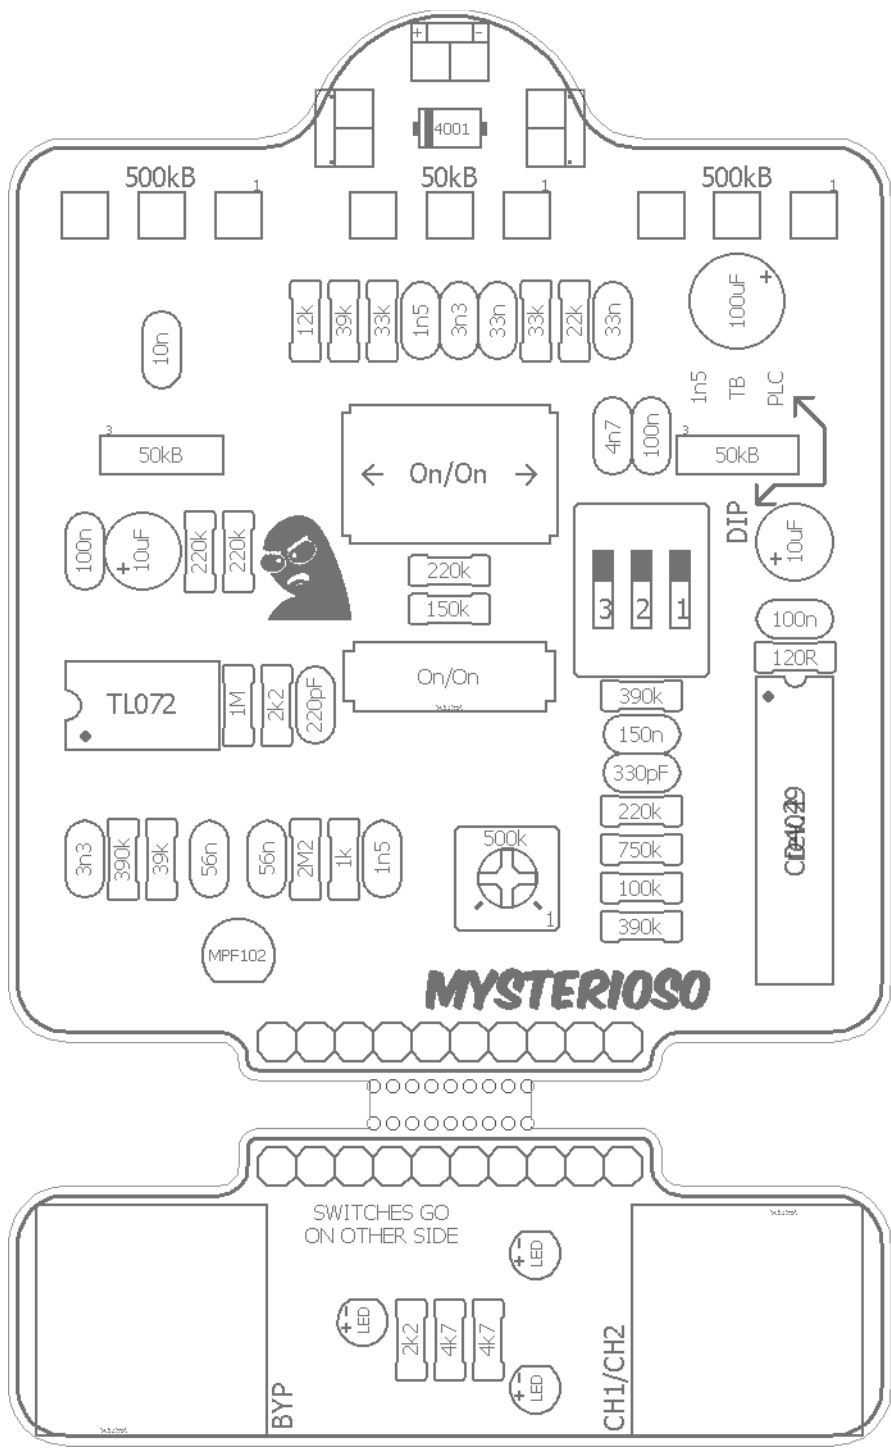 + -
4001
500kB 1
50kB 1
500kB 1
100uF +
12k 39k 33k 1n5 3n3 33n 33k 22k 33n
10n
1n5 TB PLC
4n7 100n
3
50kB
3
50kB
← On/On →
DIP
100n
+ 10uF
220k 220k
220k
150k
3 2 1
+ 10uF
100n
120R
TL072
1M 2k2 220pF
On/On
390k
150n
330pF
220k
750k
100k
390k
500k
1
3n3 390k 39k 56n 56n 2M2 1k 1n5
MPF102
MYSTERIOSO
SWITCHES GO
ON OTHER SIDE
+ - LED
+ - LED
+ - LED
2k2 4k7 4k7
BYP
CH1/CH2